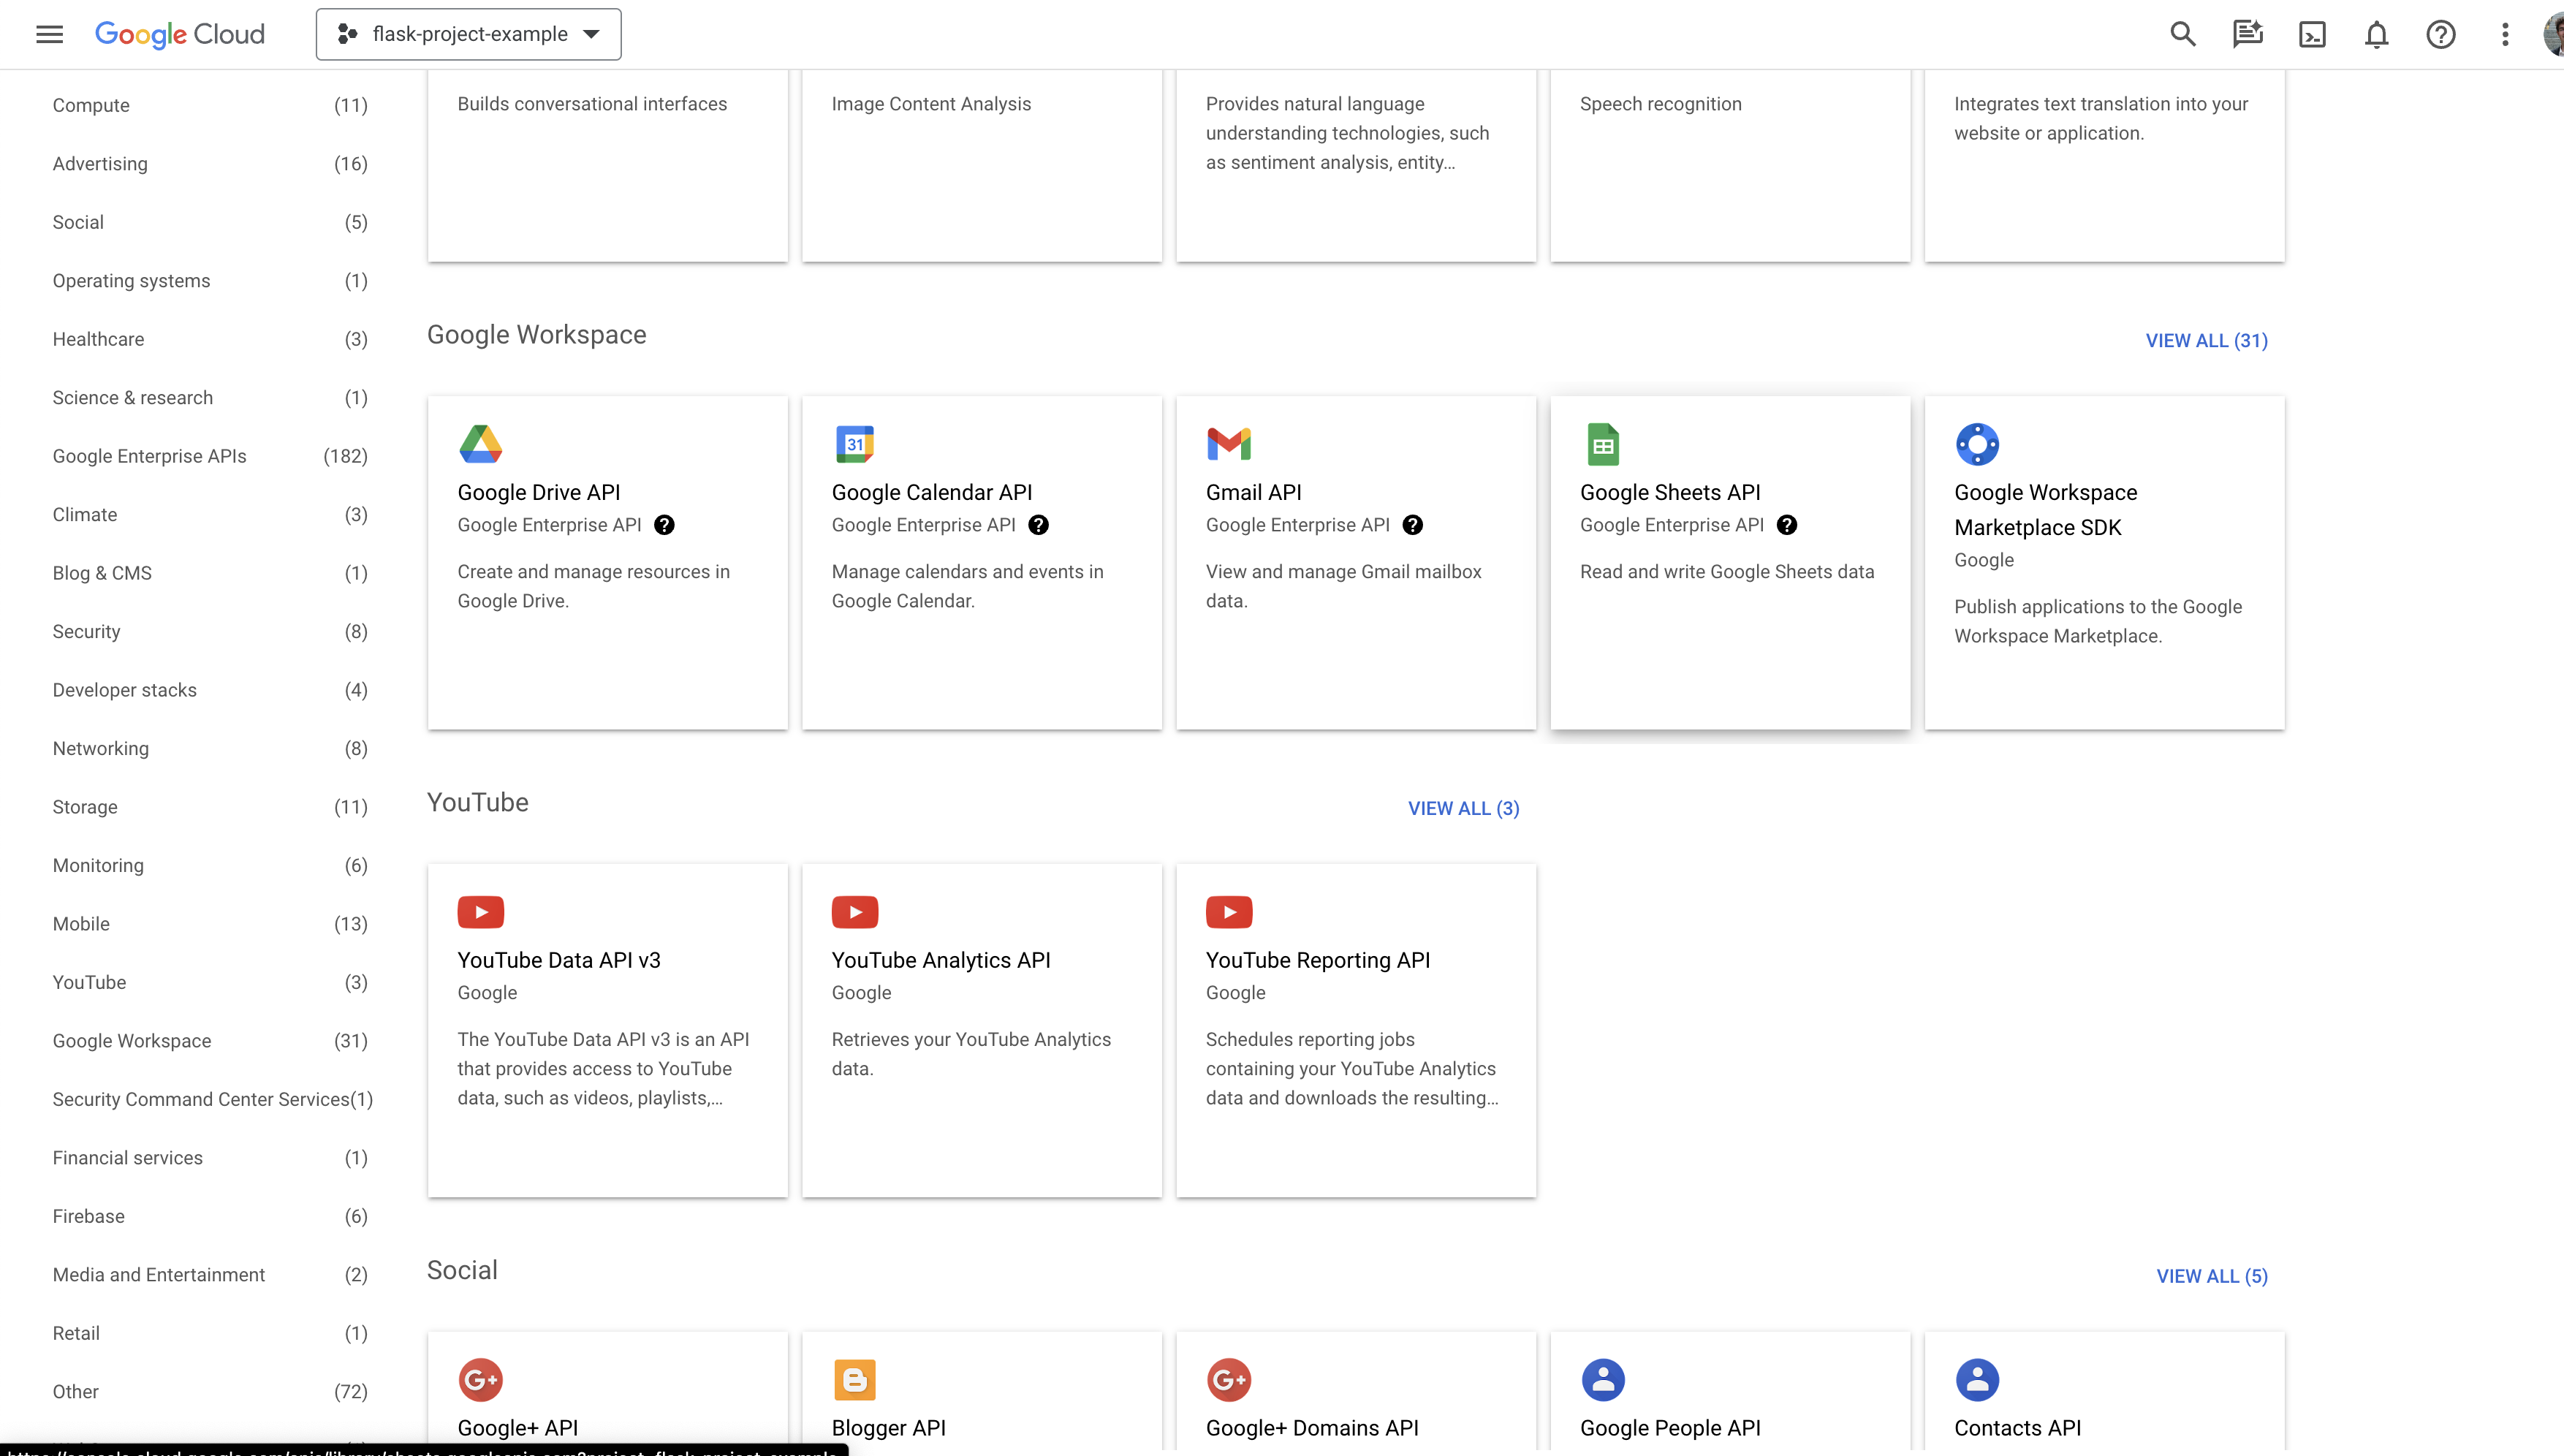 Google Cloud
flask-project-example
Compute (11)
Advertising (16)
Social (5)
Operating systems (1)
Healthcare (3)
Science & research (1)
Google Enterprise APIs (182)
Climate (3)
Blog & CMS (1)
Security (8)
Developer stacks (4)
Networking (8)
Storage (11)
Monitoring (6)
Mobile (13)
YouTube (3)
Google Workspace (31)
Security Command Center Services(1)
Financial services (1)
Firebase (6)
Media and Entertainment (2)
Retail (1)
Other (72)
Builds conversational interfaces
Image Content Analysis
Provides natural language
understanding technologies, such
as sentiment analysis, entity...
Speech recognition
Integrates text translation into your
website or application.
Google Workspace
VIEW ALL (31)
Google Drive API
Google Enterprise API
Create and manage resources in
Google Drive.
31
Google Calendar API
Google Enterprise API
Manage calendars and events in
Google Calendar.
Gmail API
Google Enterprise API
View and manage Gmail mailbox
data.
Google Sheets API
Google Enterprise API
Read and write Google Sheets data
Google Workspace
Marketplace SDK
Google
Publish applications to the Google
Workspace Marketplace.
YouTube
VIEW ALL (3)
YouTube Data API v3
Google
The YouTube Data API v3 is an API
that provides access to YouTube
data, such as videos, playlists,...
YouTube Analytics API
Google
Retrieves your YouTube Analytics
data.
YouTube Reporting API
Google
Schedules reporting jobs
containing your YouTube Analytics
data and downloads the resulting...
Social
VIEW ALL (5)
G+
Google+ API
Blogger API
G+
Google+ Domains API
Google People API
Contacts API